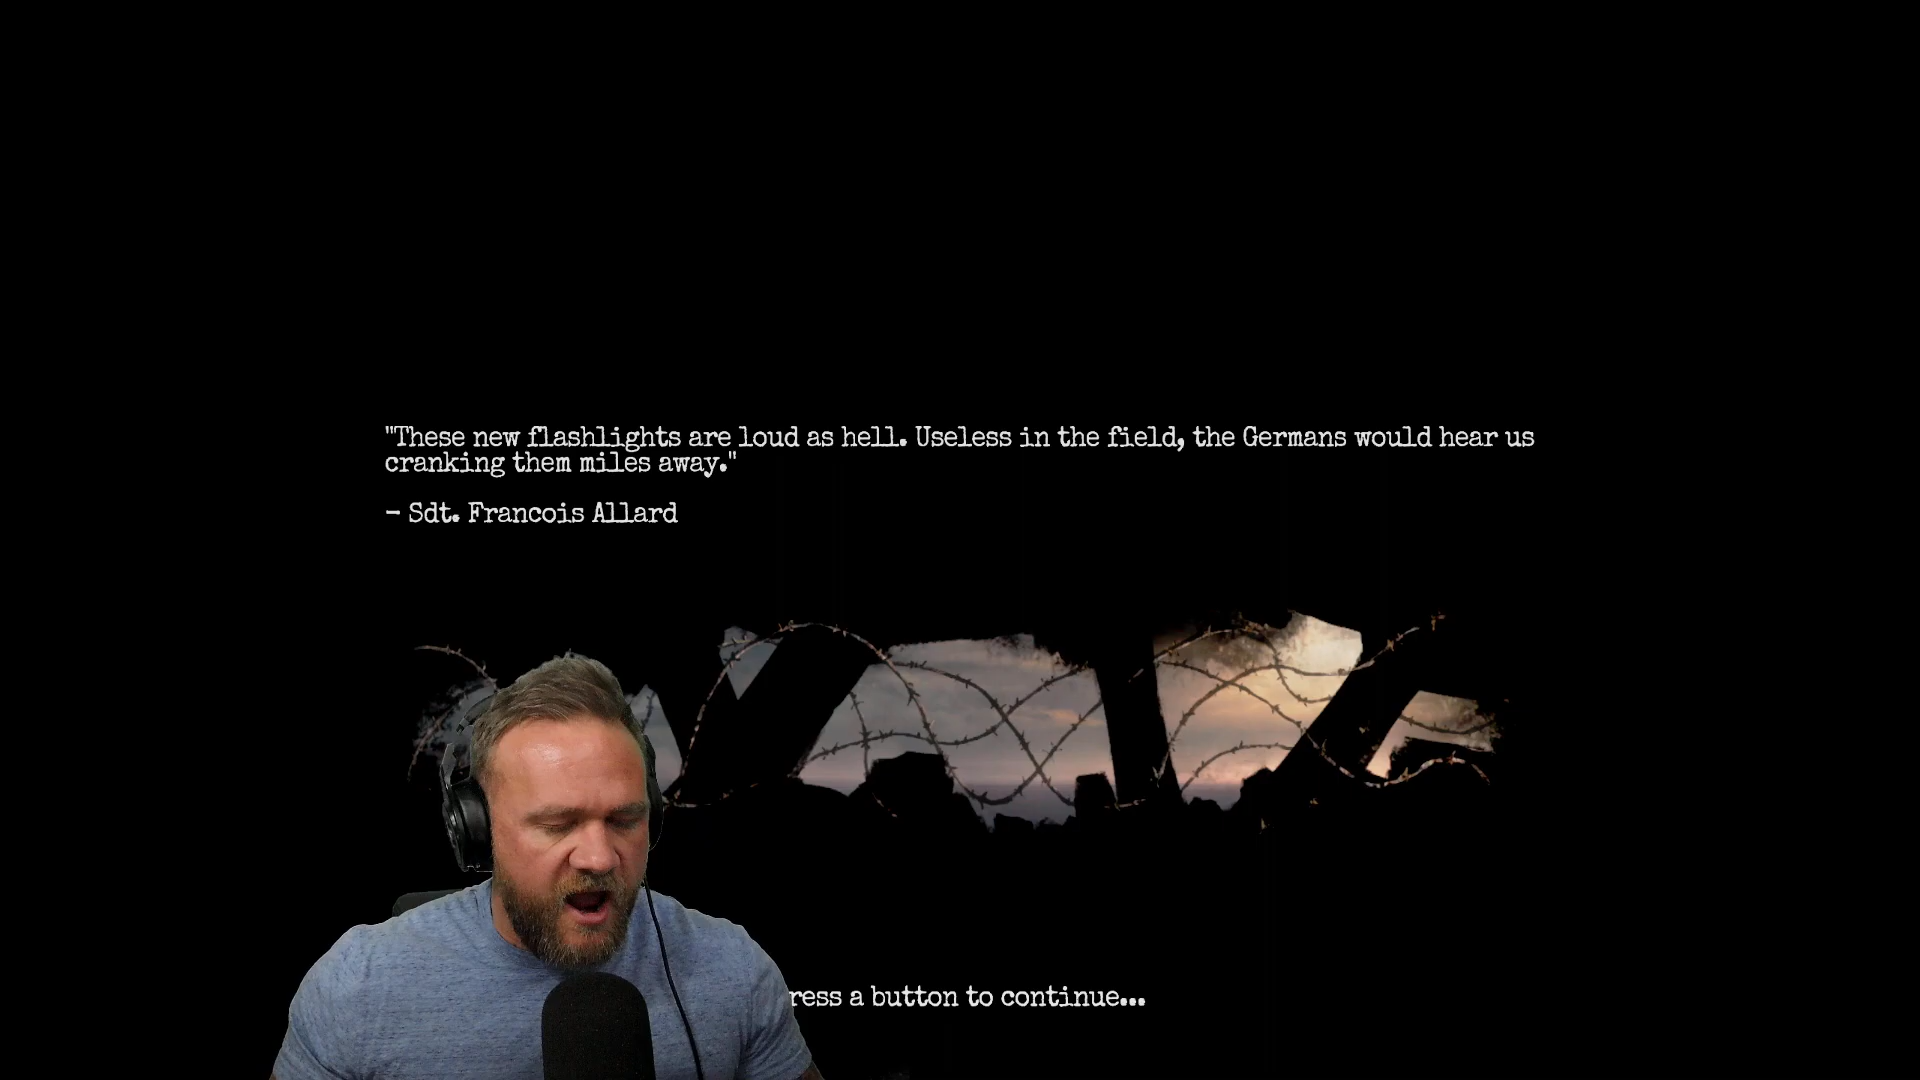 "These new flashlights are loud as hell. Useless in the field, the Germans would hear us
cranking them miles away."
- Sdt. Francois Allard
ress a button to continue...